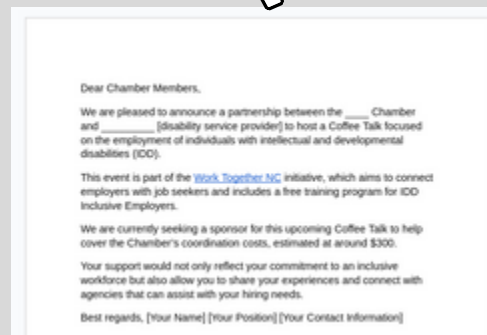 Dear Chamber Members,
We are pleased to announce a partnership between the ____ Chamber
and _________ [disability service provider] to host a Coffee Talk focused
on the employment of individuals with intellectual and developmental
disabilities (IDD).
This event is part of the Work Together NC initiative, which aims to connect
employers with job seekers and includes a free training program for IDD
Inclusive Employers.
We are currently seeking a sponsor for this upcoming Coffee Talk to help
cover the Chamber's coordination costs, estimated at around $300.
Your support would not only reflect your commitment to an inclusive
workforce but also allow you to share your experiences and connect with
agencies that can assist with your hiring needs.
Best regards, [Your Name] [Your Position] [Your Contact Information]